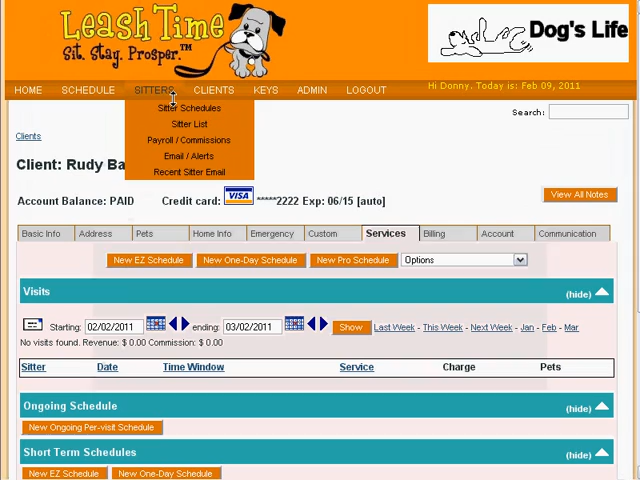 Leash Time
Sit. Stay. Prosper.™
Dog's Life
HOME SCHEDULE SITTERS CLIENTS KEYS ADMIN LOGOUT
Hi Donny. Today is: Feb 09, 2011
Sitter Schedules
Sitter List
Payroll / Commissions
Email / Alerts
Recent Sitter Email
Search:
Clients
Client: Rudy Ba
Account Balance: PAID Credit card: VISA *****2222 Exp: 06/15 [auto]
View All Notes
Basic Info Address Pets Home Info Emergency Custom Services Billing Account Communication
New EZ Schedule New One-Day Schedule New Pro Schedule Options
Visits (hide)
Starting: 02/02/2011 ending: 03/02/2011 Show Last Week - This Week - Next Week - Jan - Feb - Mar
No visits found. Revenue: $ 0.00 Commission: $ 0.00
Sitter Date Time Window Service Charge Pets
Ongoing Schedule (hide)
New Ongoing Per-visit Schedule
Short Term Schedules (hide)
New EZ Schedule New One-Day Schedule